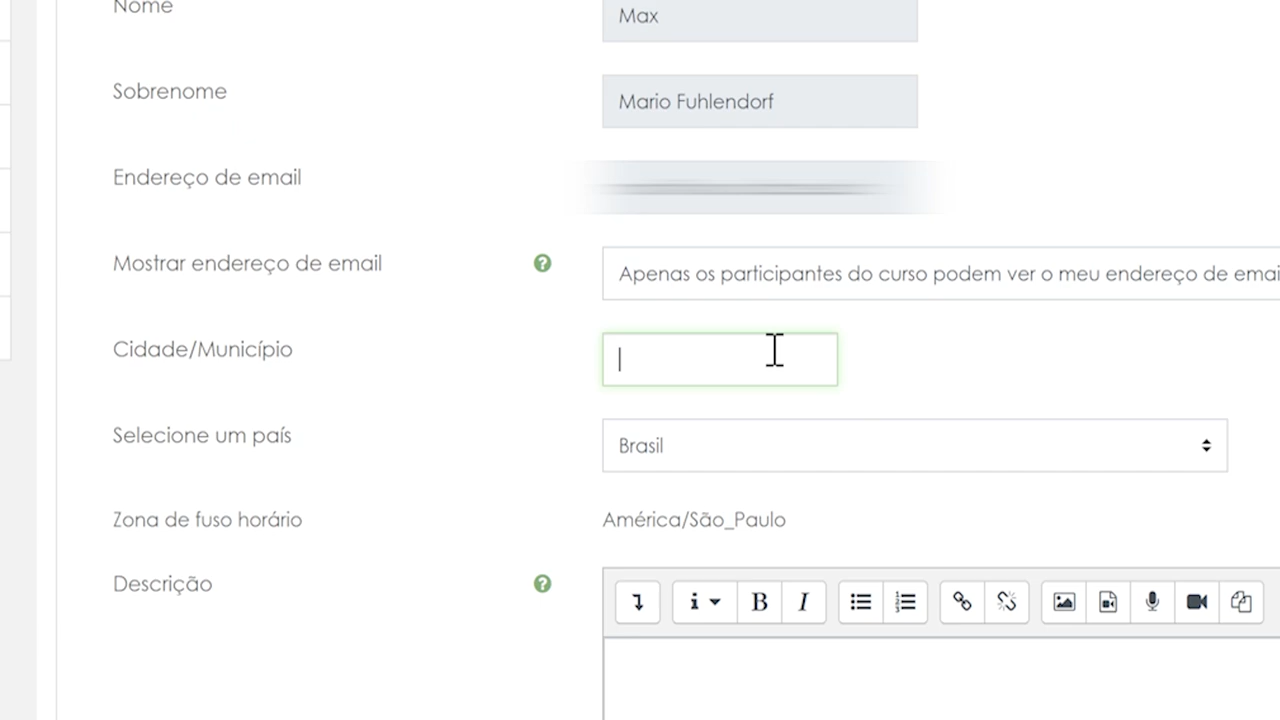 Nome
Max
Sobrenome
Mario Fuhlendorf
Endereço de email
Mostrar endereço de email
Apenas os participantes do curso podem ver o meu endereço de emai
Cidade/Município
Selecione um país
Brasil
Zona de fuso horário
América/São_Paulo
Descrição
B I